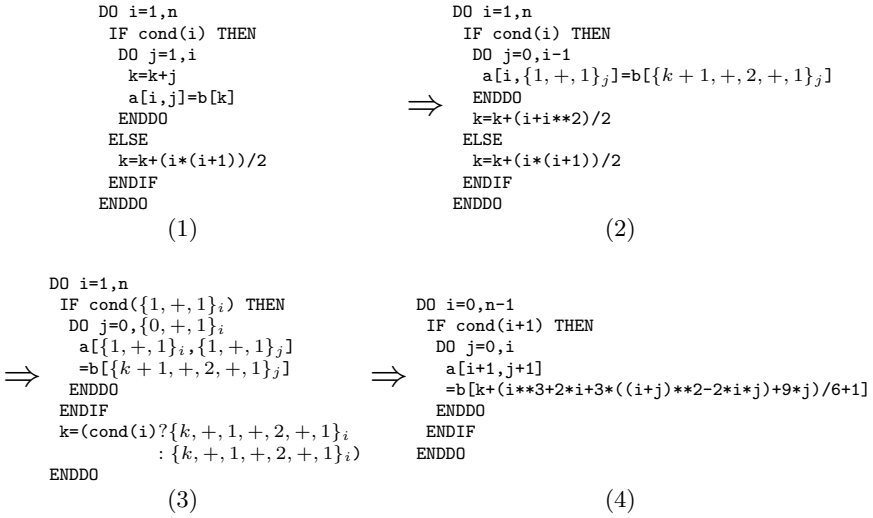 DO i=1,n
IF cond(i) THEN
DO j=1,i
k=k+j
a[i,j]=b[k]
ENDDO
ELSE
k=k+(i*(i+1))/2
ENDIF
ENDDO
(1)
⟹
DO i=1,n
IF cond(i) THEN
DO j=0,i-1
a[i,{1, +, 1}_j]=b[{k + 1, +, 2, +, 1}_j]
ENDDO
k=k+(i+i**2)/2
ELSE
k=k+(i*(i+1))/2
ENDIF
ENDDO
(2)
⟹
DO i=1,n
IF cond({1, +, 1}_i) THEN
DO j=0,{0, +, 1}_i
a[{1, +, 1}_i,{1, +, 1}_j]
=b[{k + 1, +, 2, +, 1}_j]
ENDDO
ENDIF
k=(cond(i)?{k, +, 1, +, 2, +, 1}_i
: {k, +, 1, +, 2, +, 1}_i)
ENDDO
(3)
⟹
DO i=0,n-1
IF cond(i+1) THEN
DO j=0,i
a[i+1,j+1]
=b[k+(i**3+2*i+3*((i+j)**2-2*i*j)+9*j)/6+1]
ENDDO
ENDIF
ENDDO
(4)